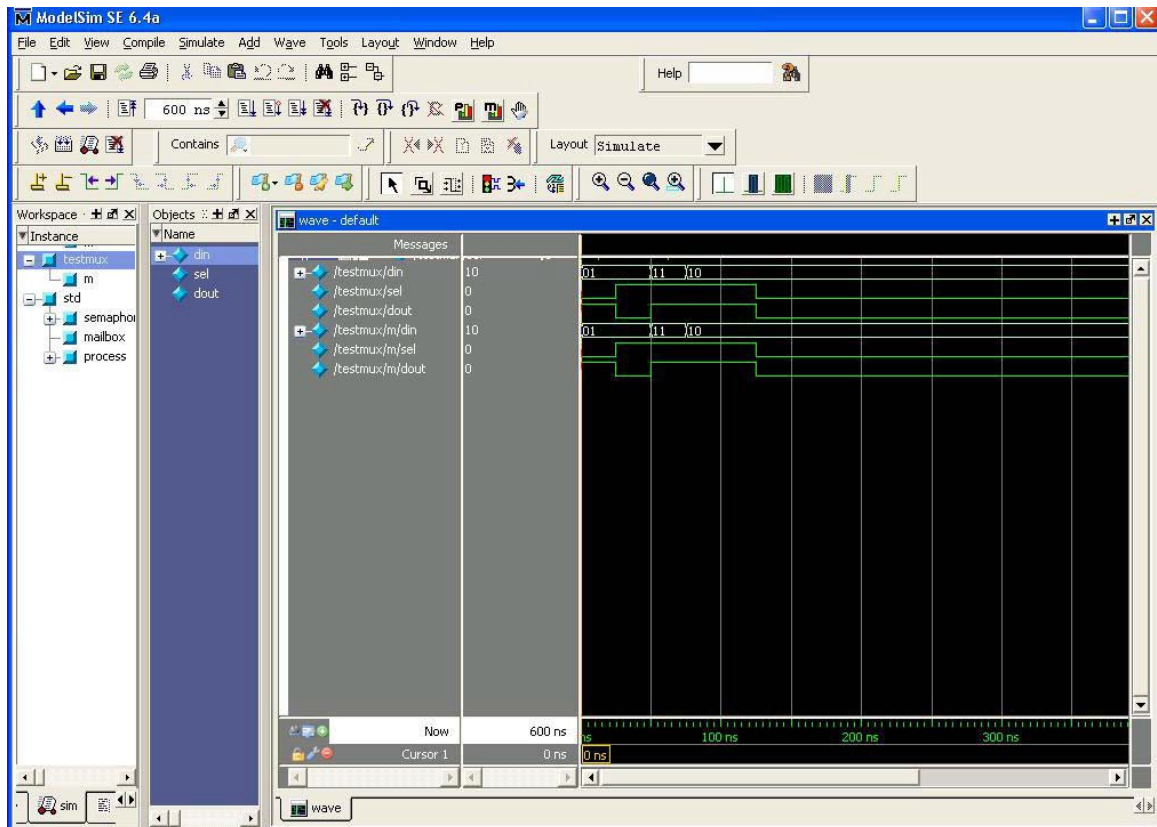 ModelSim SE 6.4a
File Edit View Compile Simulate Add Wave Tools Layout Window Help
Help
600 ns
Contains
Layout Simulate
Workspace
Instance
testmux
m
std
semaphor
mailbox
process
sim
Objects
Name
din
sel
dout
wave - default
Messages
/testmux/din 10 01 11 10
/testmux/sel 0
/testmux/dout 0
/testmux/m/din 10 01 11 10
/testmux/m/sel 0
/testmux/m/dout 0
Now 600 ns
ns 100 ns 200 ns 300 ns
Cursor 1 0 ns 0 ns
wave